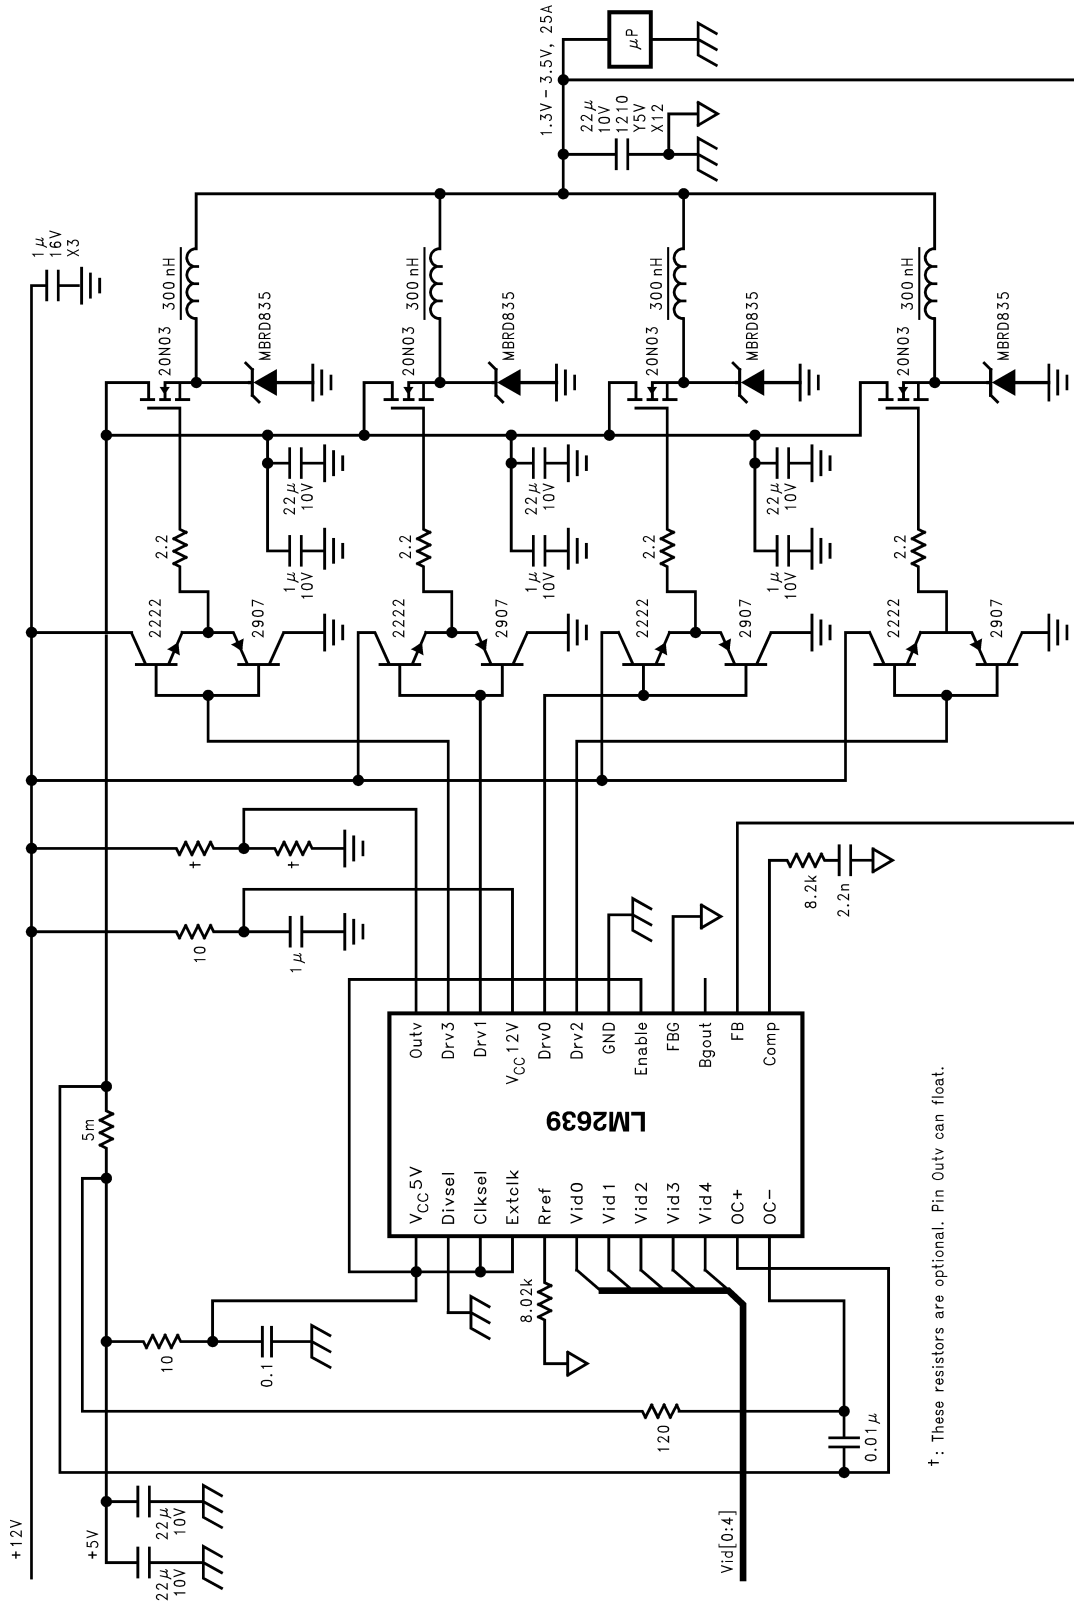 +12V
+5V
22µ
10V
22µ
10V
10
0.1
5m
120
0.01µ
Vid[0:4]
8.02k
VCC 5V
Divsel
Clksel
Extclk
Rref
Vid0
Vid1
Vid2
Vid3
Vid4
OC+
OC−
LM2639
Outv
Drv3
Drv1
VCC 12V
Drv0
Drv2
GND
Enable
FBG
Bgout
FB
Comp
10
1µ
†
†
8.2k
2.2n
2222
2907
2.2
20N03
300 nH
MBRD835
1µ
10V
22µ
10V
2222
2907
2.2
20N03
300 nH
MBRD835
1µ
10V
22µ
10V
2222
2907
2.2
20N03
300 nH
MBRD835
1µ
10V
22µ
10V
2222
2907
2.2
20N03
300 nH
MBRD835
1µ
16V
X3
1.3V – 3.5V, 25A
22µ
10V
1210
Y5V
X12
µP
†: These resistors are optional. Pin Outv can float.